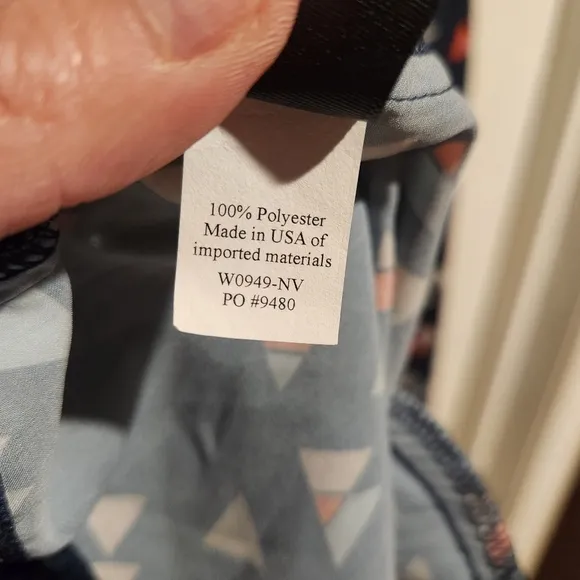 100% Polyester
Made in USA of
imported materials
W0949-NV
PO #9480